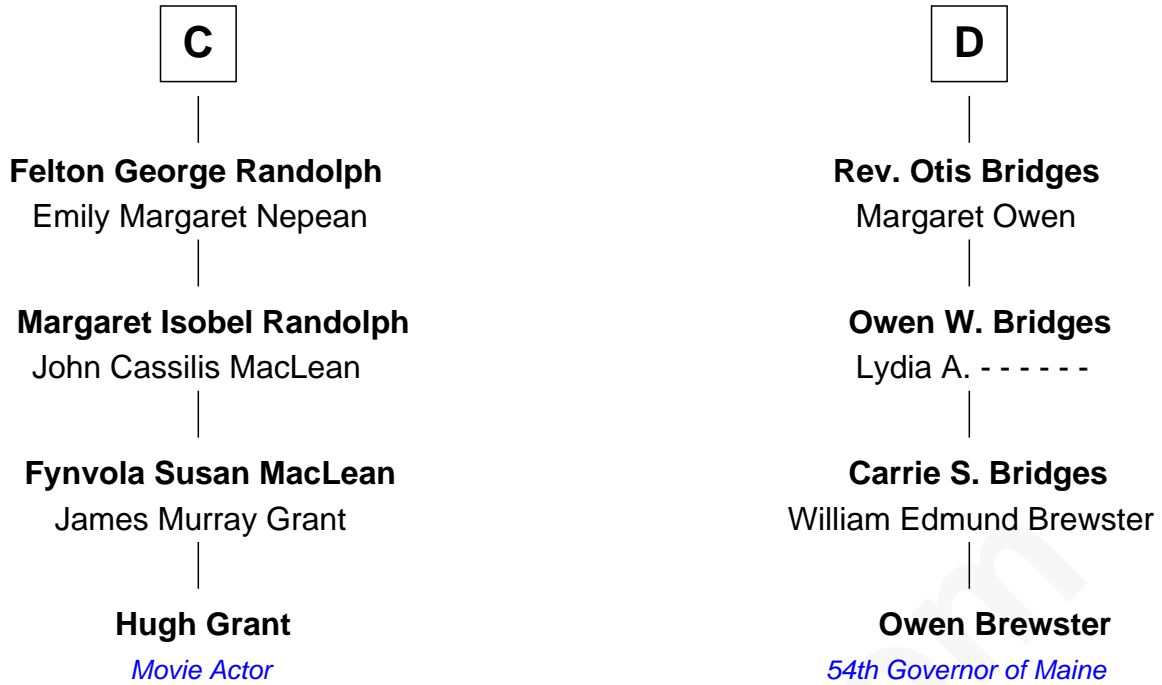 C
Felton George Randolph
Emily Margaret Nepean
Margaret Isobel Randolph
John Cassilis MacLean
Fynvola Susan MacLean
James Murray Grant
Hugh Grant
Movie Actor
D
Rev. Otis Bridges
Margaret Owen
Owen W. Bridges
Lydia A. - - - - - -
Carrie S. Bridges
William Edmund Brewster
Owen Brewster
54th Governor of Maine